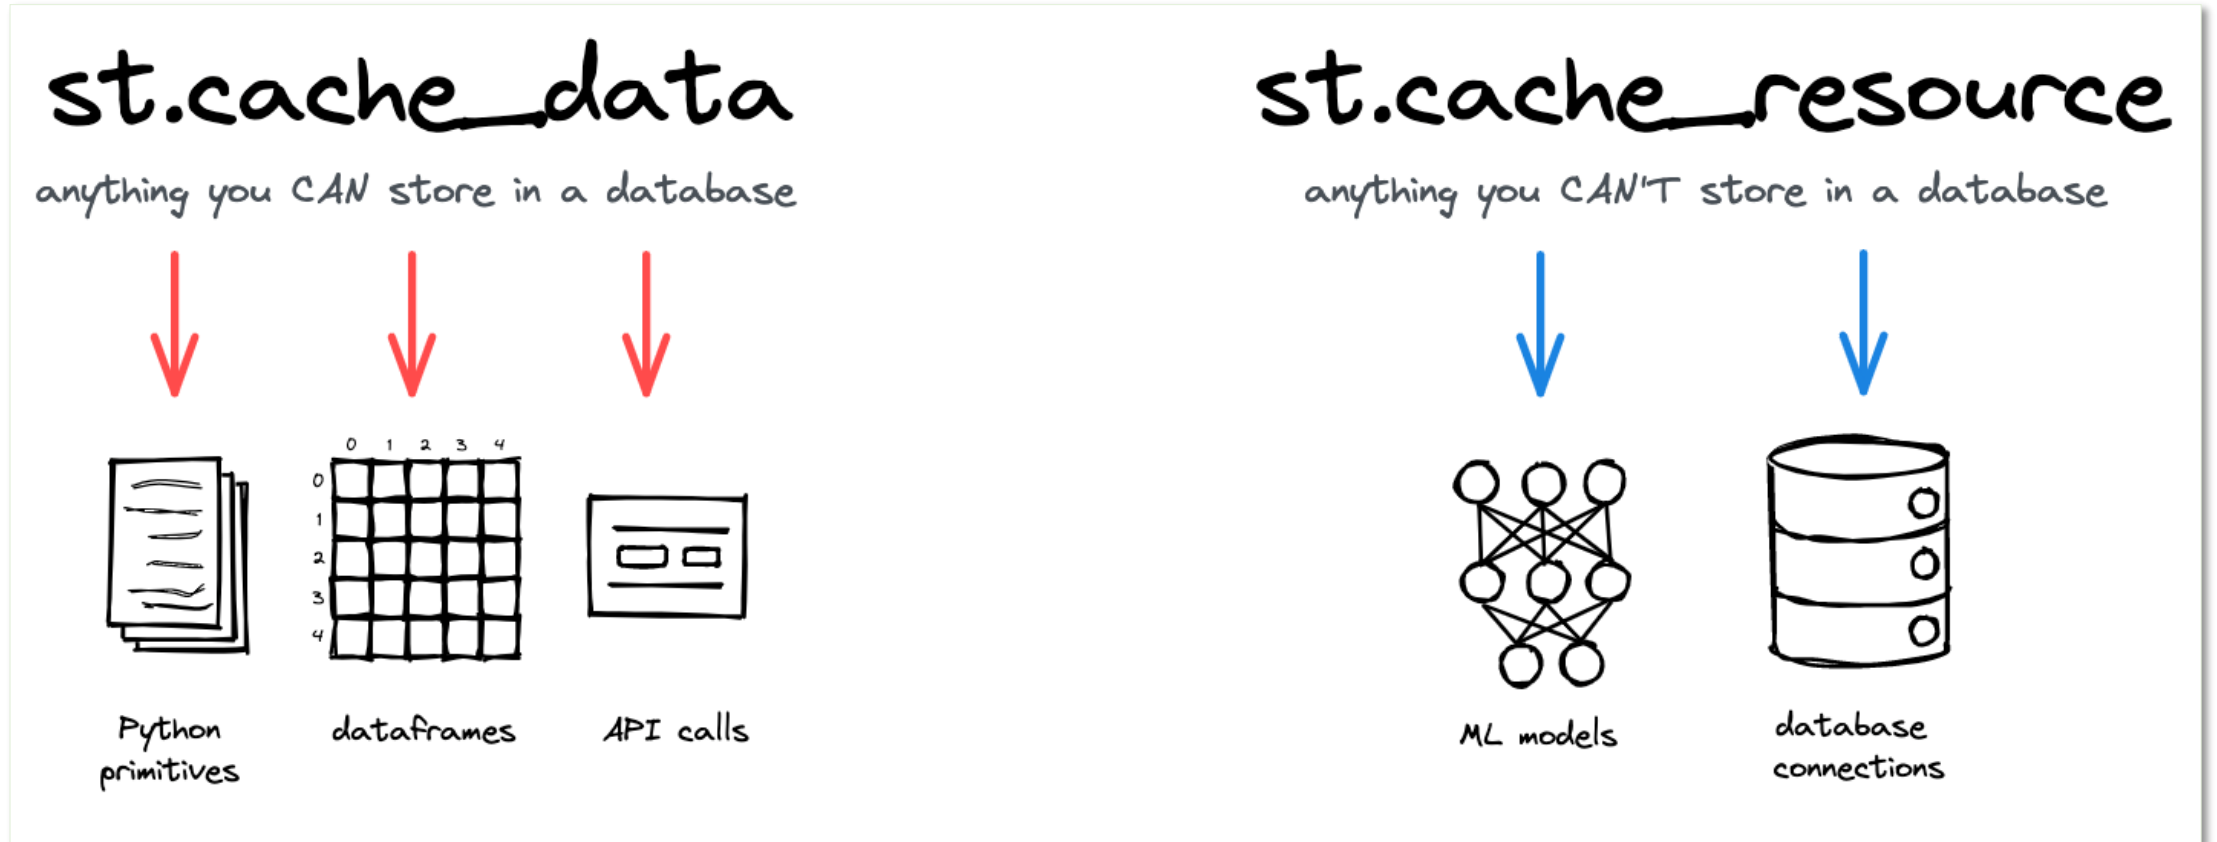 st.cache_data
anything you CAN store in a database
0 1 2 3 4
0
1
2
3
4
Python
primitives
dataframes
API calls
st.cache_resource
anything you CAN'T store in a database
ML models
database
connections